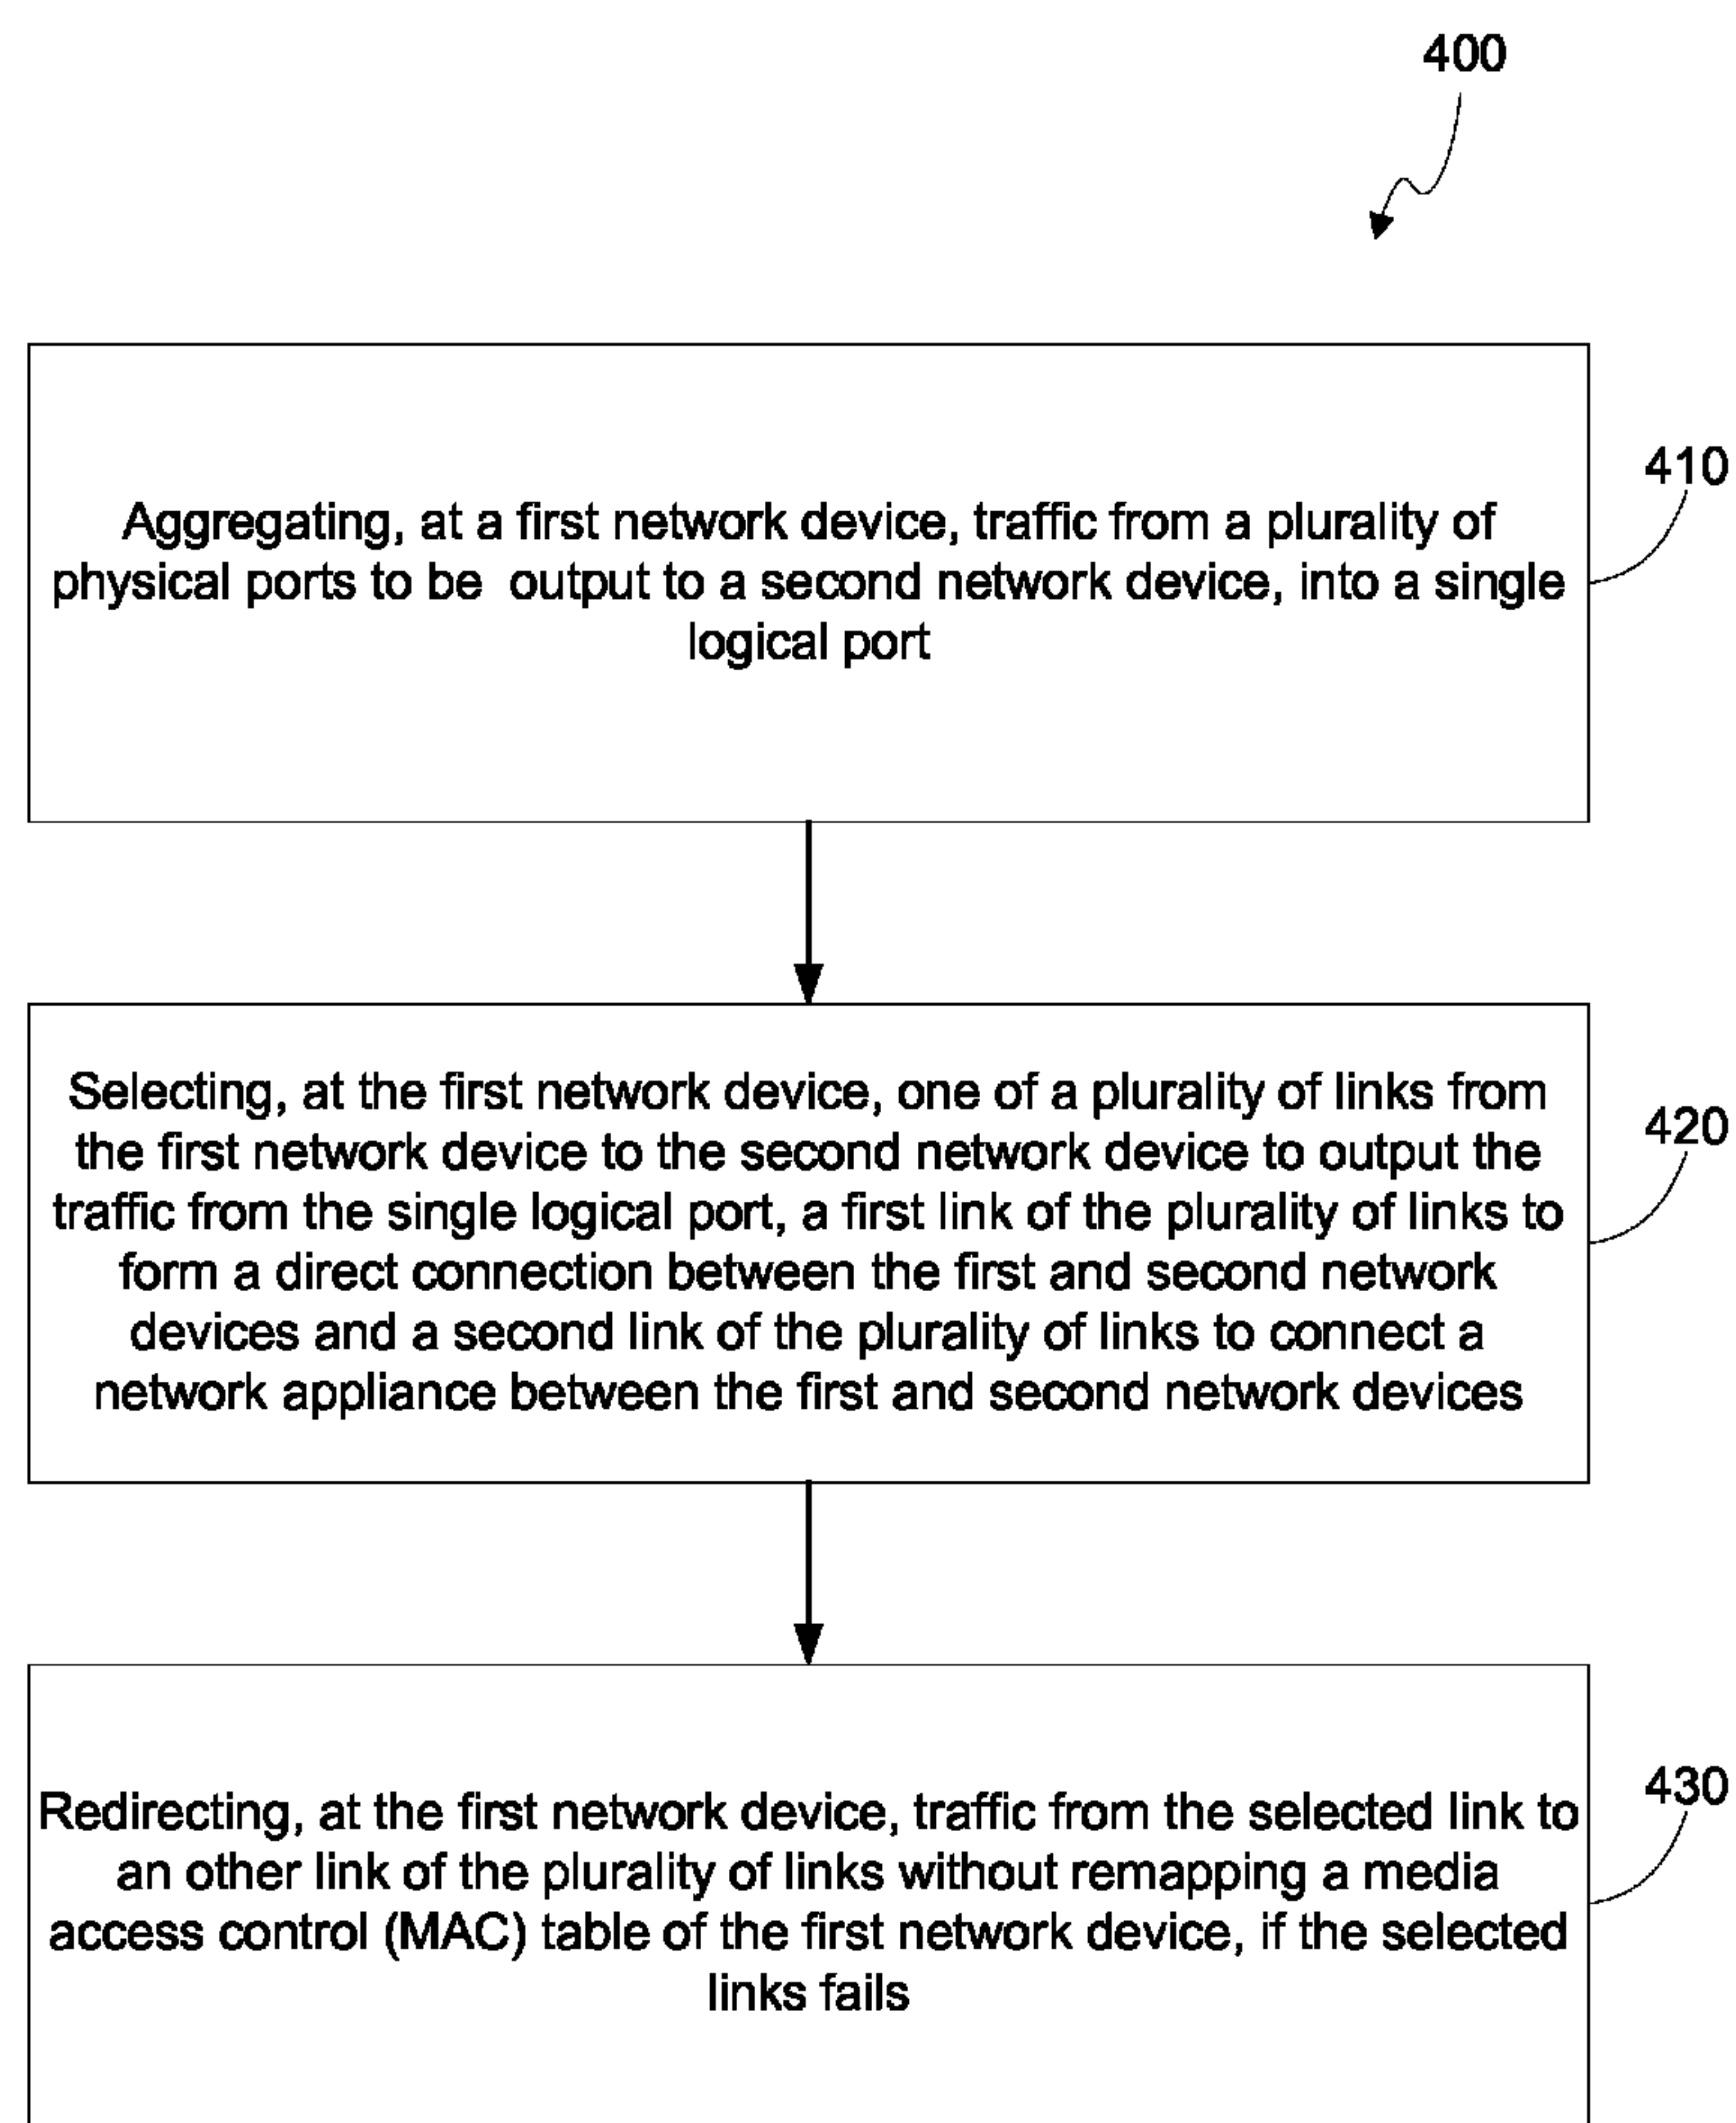 400
Aggregating, at a first network device, traffic from a plurality of
physical ports to be output to a second network device, into a single
logical port
410
Selecting, at the first network device, one of a plurality of links from
the first network device to the second network device to output the
traffic from the single logical port, a first link of the plurality of links to
form a direct connection between the first and second network
devices and a second link of the plurality of links to connect a
network appliance between the first and second network devices
420
Redirecting, at the first network device, traffic from the selected link to
an other link of the plurality of links without remapping a media
access control (MAC) table of the first network device, if the selected
links fails
430